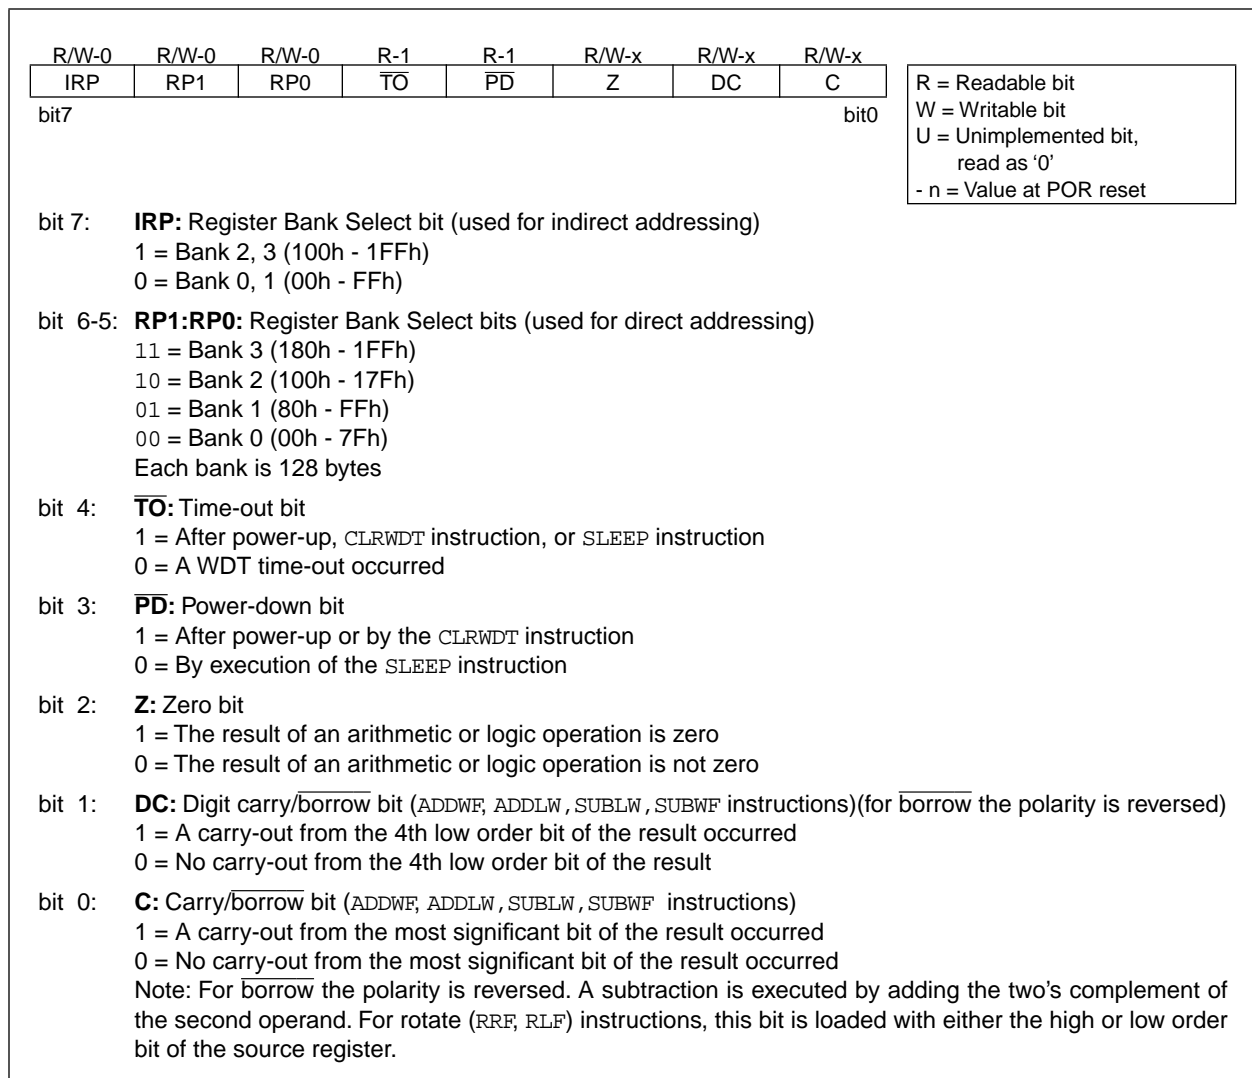 R/W-0 R/W-0 R/W-0 R-1 R-1 R/W-x R/W-x R/W-x
IRP RP1 RP0 T̅O̅ P̅D̅ Z DC C
bit7 bit0
R = Readable bit
W = Writable bit
U = Unimplemented bit,
read as ‘0’
- n = Value at POR reset
bit 7: IRP: Register Bank Select bit (used for indirect addressing)
1 = Bank 2, 3 (100h - 1FFh)
0 = Bank 0, 1 (00h - FFh)
bit 6-5: RP1:RP0: Register Bank Select bits (used for direct addressing)
11 = Bank 3 (180h - 1FFh)
10 = Bank 2 (100h - 17Fh)
01 = Bank 1 (80h - FFh)
00 = Bank 0 (00h - 7Fh)
Each bank is 128 bytes
bit 4: T̅O̅: Time-out bit
1 = After power-up, CLRWDT instruction, or SLEEP instruction
0 = A WDT time-out occurred
bit 3: P̅D̅: Power-down bit
1 = After power-up or by the CLRWDT instruction
0 = By execution of the SLEEP instruction
bit 2: Z: Zero bit
1 = The result of an arithmetic or logic operation is zero
0 = The result of an arithmetic or logic operation is not zero
bit 1: DC: Digit carry/b̅o̅r̅r̅o̅w̅ bit (ADDWF, ADDLW,SUBLW,SUBWF instructions)(for b̅o̅r̅r̅o̅w̅ the polarity is reversed)
1 = A carry-out from the 4th low order bit of the result occurred
0 = No carry-out from the 4th low order bit of the result
bit 0: C: Carry/b̅o̅r̅r̅o̅w̅ bit (ADDWF, ADDLW,SUBLW,SUBWF instructions)
1 = A carry-out from the most significant bit of the result occurred
0 = No carry-out from the most significant bit of the result occurred
Note: For b̅o̅r̅r̅o̅w̅ the polarity is reversed. A subtraction is executed by adding the two’s complement of
the second operand. For rotate (RRF, RLF) instructions, this bit is loaded with either the high or low order
bit of the source register.